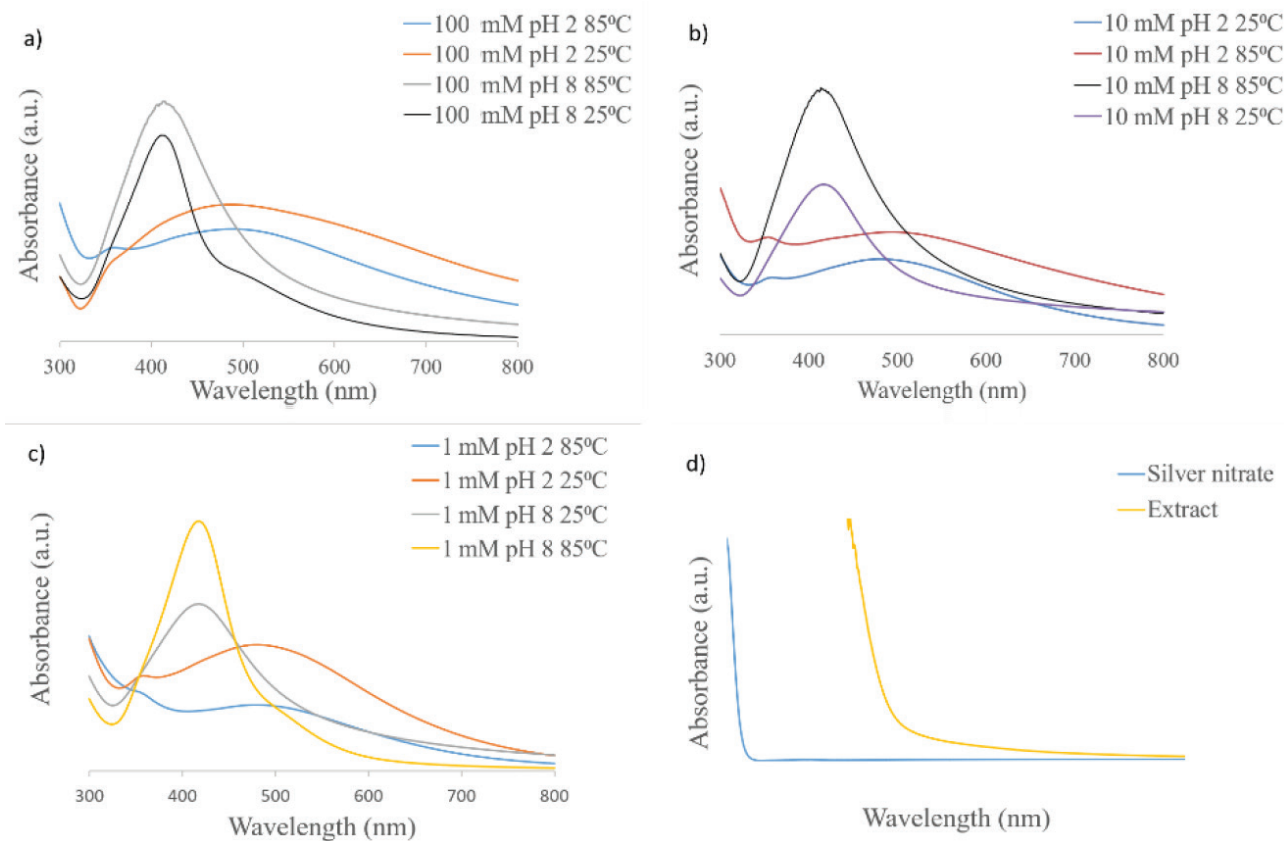 a)
100 mM pH 2 85ºC
100 mM pH 2 25ºC
100 mM pH 8 85ºC
100 mM pH 8 25ºC
Absorbance (a.u.)
300 400 500 600 700 800
Wavelength (nm)
b)
10 mM pH 2 25ºC
10 mM pH 2 85ºC
10 mM pH 8 85ºC
10 mM pH 8 25ºC
Absorbance (a.u.)
300 400 500 600 700 800
Wavelength (nm)
c)
1 mM pH 2 85ºC
1 mM pH 2 25ºC
1 mM pH 8 25ºC
1 mM pH 8 85ºC
Absorbance (a.u.)
300 400 500 600 700 800
Wavelength (nm)
d)
Silver nitrate
Extract
Absorbance (a.u.)
Wavelength (nm)